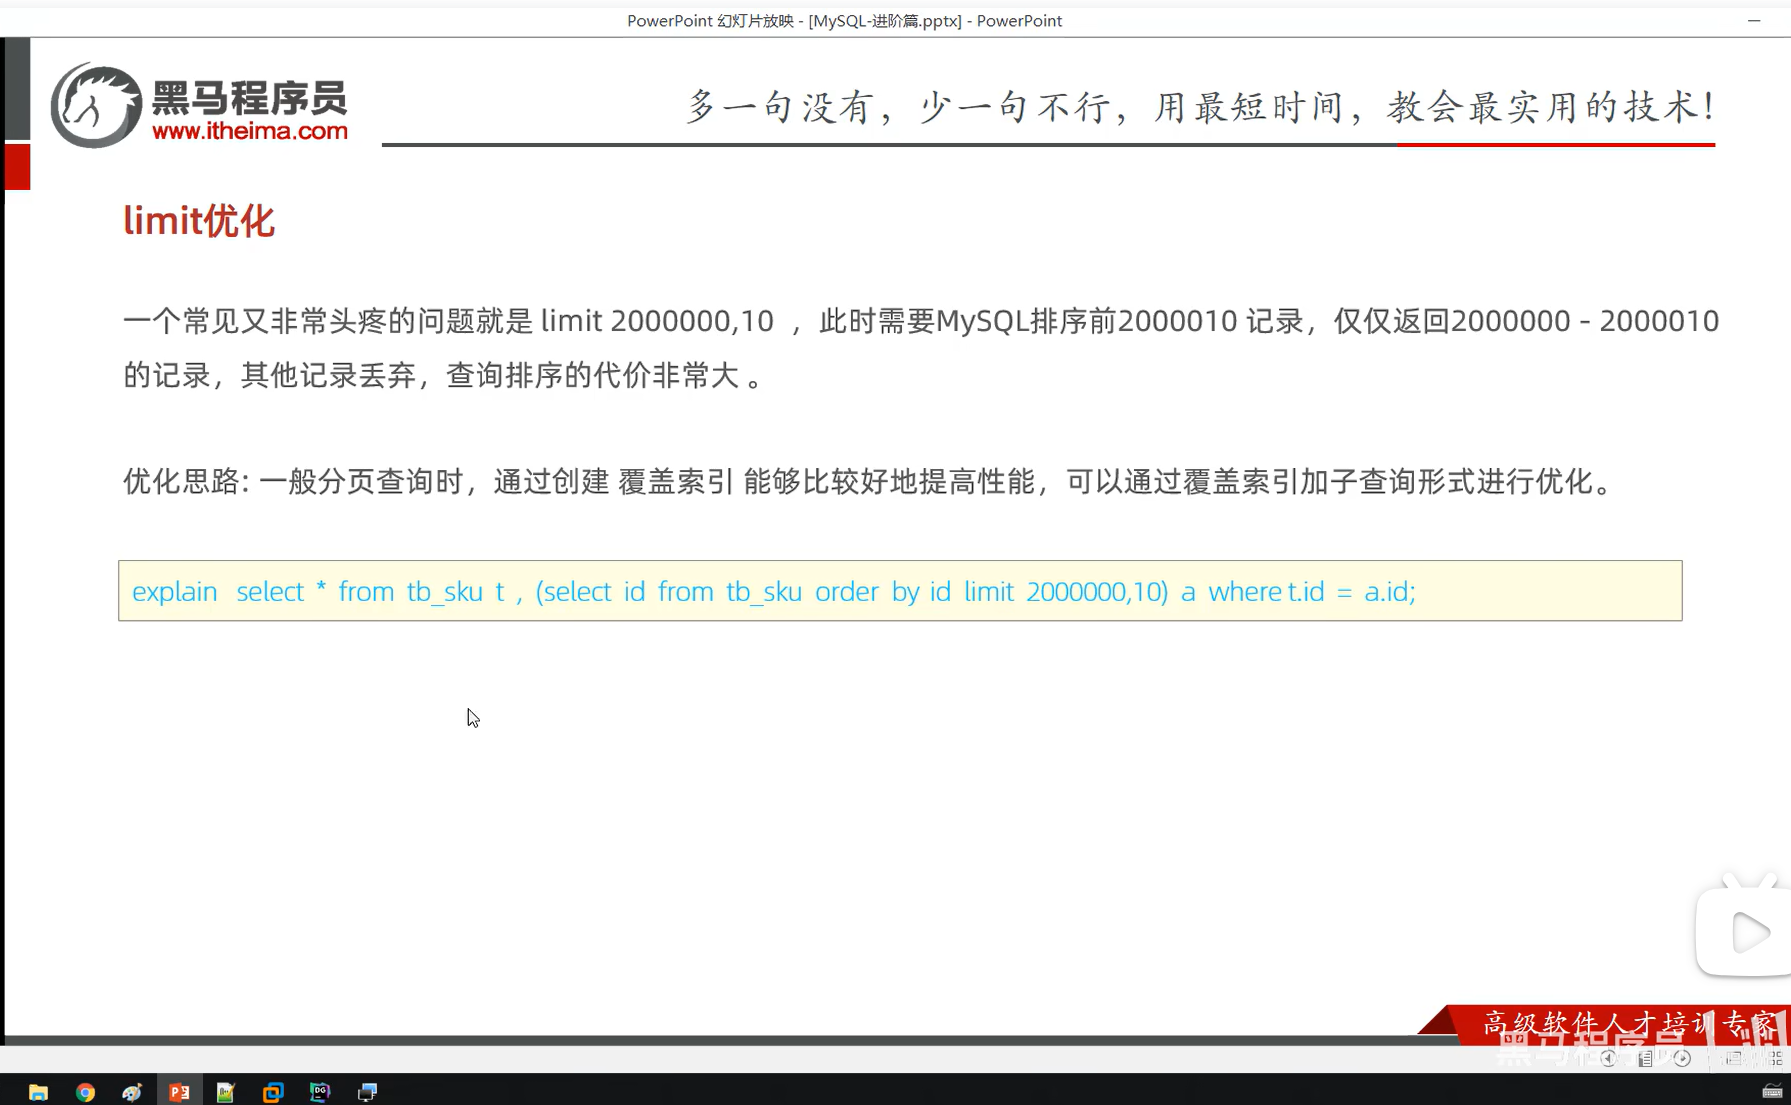 PowerPoint 幻灯片放映 - [MySQL-进阶篇.pptx] - PowerPoint
黑马程序员
www.itheima.com
多一句没有，少一句不行，用最短时间，教会最实用的技术！
limit优化
一个常见又非常头疼的问题就是 limit 2000000,10 ，此时需要MySQL排序前2000010 记录，仅仅返回2000000 - 2000010
的记录，其他记录丢弃，查询排序的代价非常大 。
优化思路: 一般分页查询时，通过创建 覆盖索引 能够比较好地提高性能，可以通过覆盖索引加子查询形式进行优化。
explain select * from tb_sku t , (select id from tb_sku order by id limit 2000000,10) a where t.id = a.id;
高级软件人才培训专家
黑马程序员